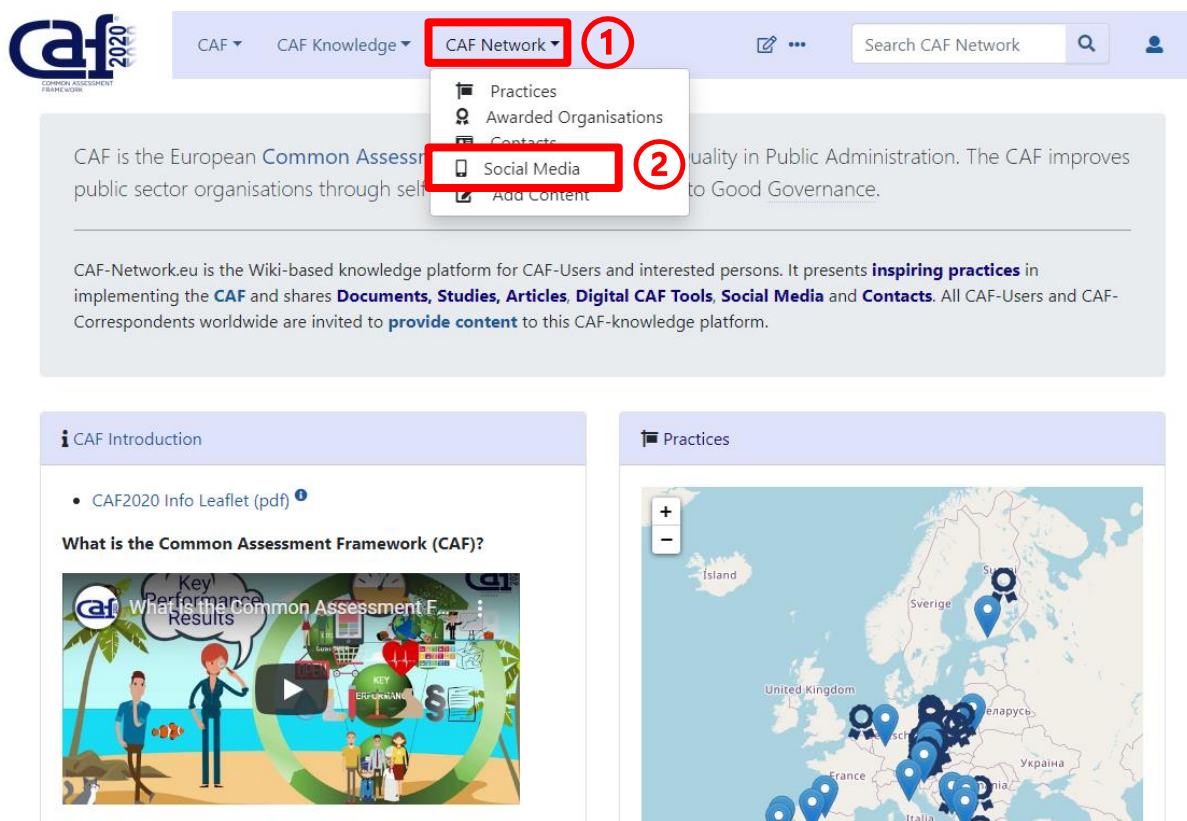 caf 2020
COMMON ASSESSMENT
FRAMEWORK
CAF
CAF Knowledge
CAF Network
1
Search CAF Network
Practices
Awarded Organisations
Contacts
Social Media
2
Add Content
CAF is the European Common Assess uality in Public Administration. The CAF improves
public sector organisations through self to Good Governance.
CAF-Network.eu is the Wiki-based knowledge platform for CAF-Users and interested persons. It presents inspiring practices in
implementing the CAF and shares Documents, Studies, Articles, Digital CAF Tools, Social Media and Contacts. All CAF-Users and CAF-
Correspondents worldwide are invited to provide content to this CAF-knowledge platform.
CAF Introduction
• CAF2020 Info Leaflet (pdf)
What is the Common Assessment Framework (CAF)?
caf What is the Common Assessment F...
Key
Performance
Results
caf
OPEN
KEY
PERFORMANC
Practices
+
−
Ísland
Suomi
Sverige
United Kingdom
еларусь
Україна
France
Italia